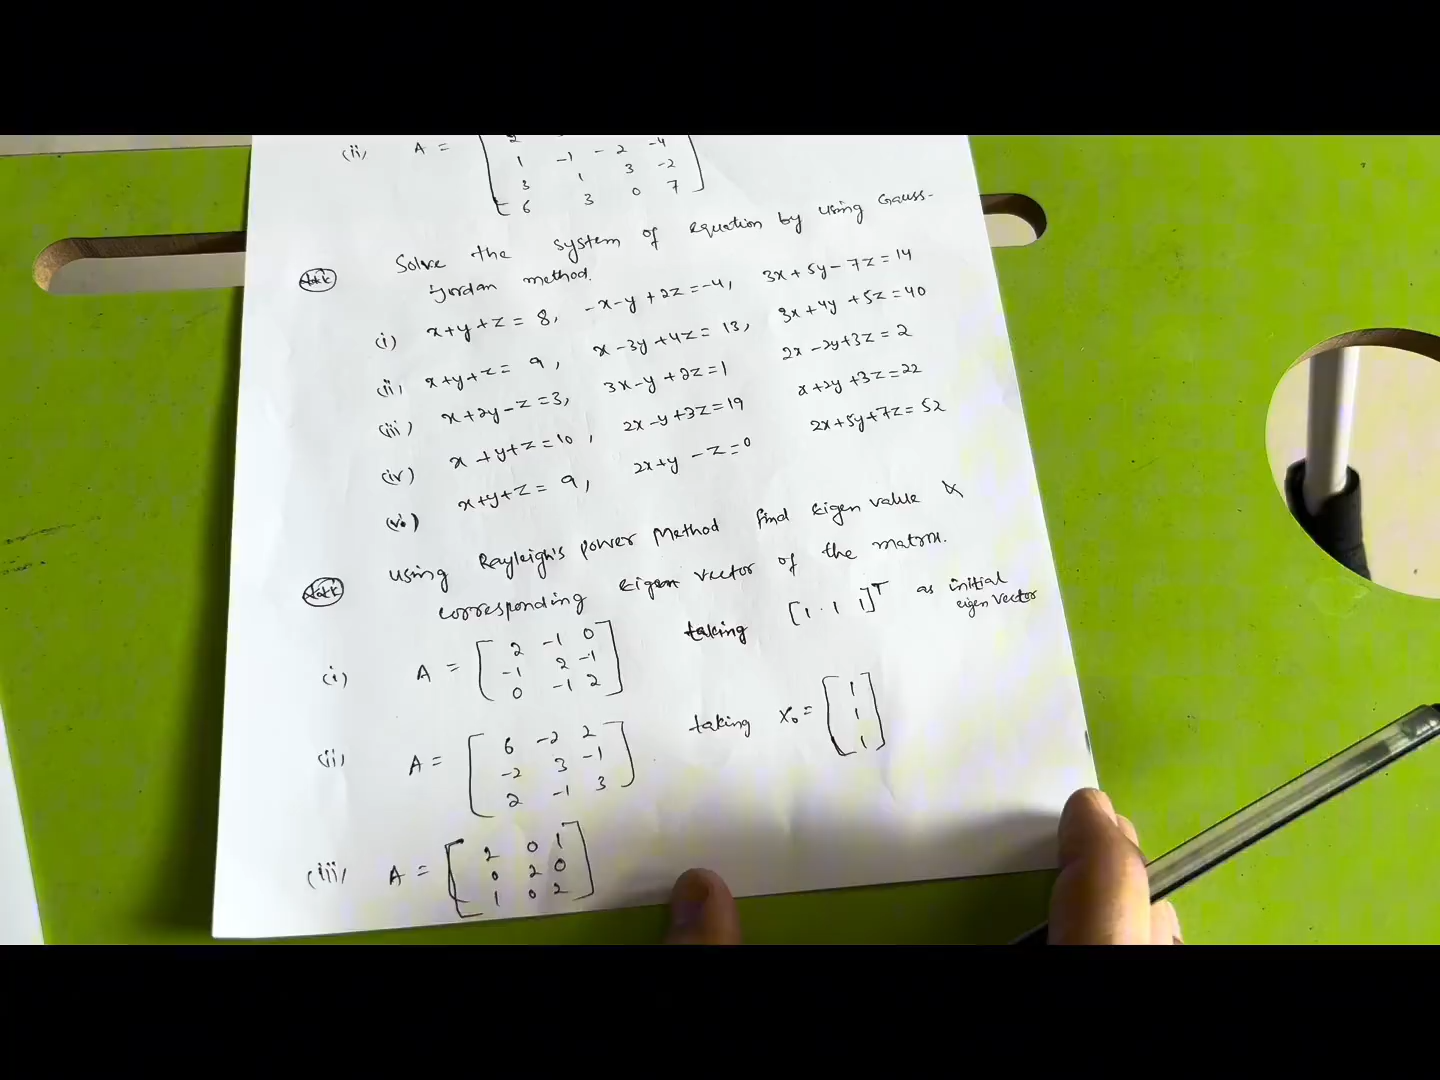 (ii) A = [ 2
1 -1 -2 -4
3 1 3 -2
6 3 0 7 ]
Solve the system of equation by using Gauss-
Jordan method.
(i) x+y+z = 8, -x-y+2z = -4, 3x+5y-7z = 14
(ii) x+y+z = 9, x-3y+4z = 13, 3x+4y+5z = 40
(iii) x+2y-z = 3, 3x-y+2z = 1 2x-2y+3z = 2
(iv) x+y+z = 10, 2x-y+3z = 19 x+2y+3z = 22
(v) x+y+z = 9, 2x+y-z = 0 2x+5y+7z = 52
Using Rayleigh's power Method find eigen value &
corresponding eigen vector of the matrix.
(i) A = [ 2 -1 0
-1 2 -1
0 -1 2 ] taking [1 1 1]ᵀ as initial
eigen vector
(ii) A = [ 6 -2 2
-2 3 -1
2 -1 3 ] taking X₀ = [ 1
1
1 ]
(iii) A = [ 2 0 1
0 2 0
1 0 2 ]